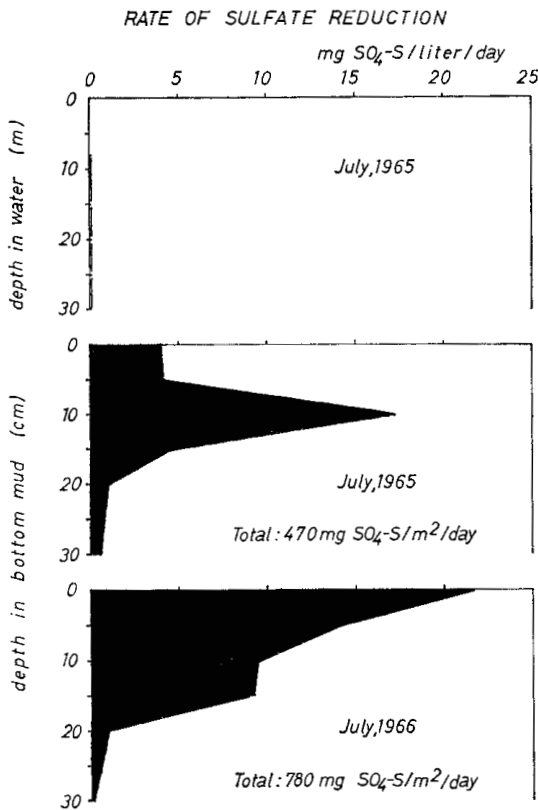 RATE OF SULFATE REDUCTION
mg SO₄-S/liter/day
0 5 10 15 20 25
depth in water (m)
0
10
20
30
July,1965
depth in bottom mud (cm)
0
10
20
30
July,1965
Total: 470 mg SO₄-S/m²/day
0
10
20
30
July,1966
Total: 780 mg SO₄-S/m²/day